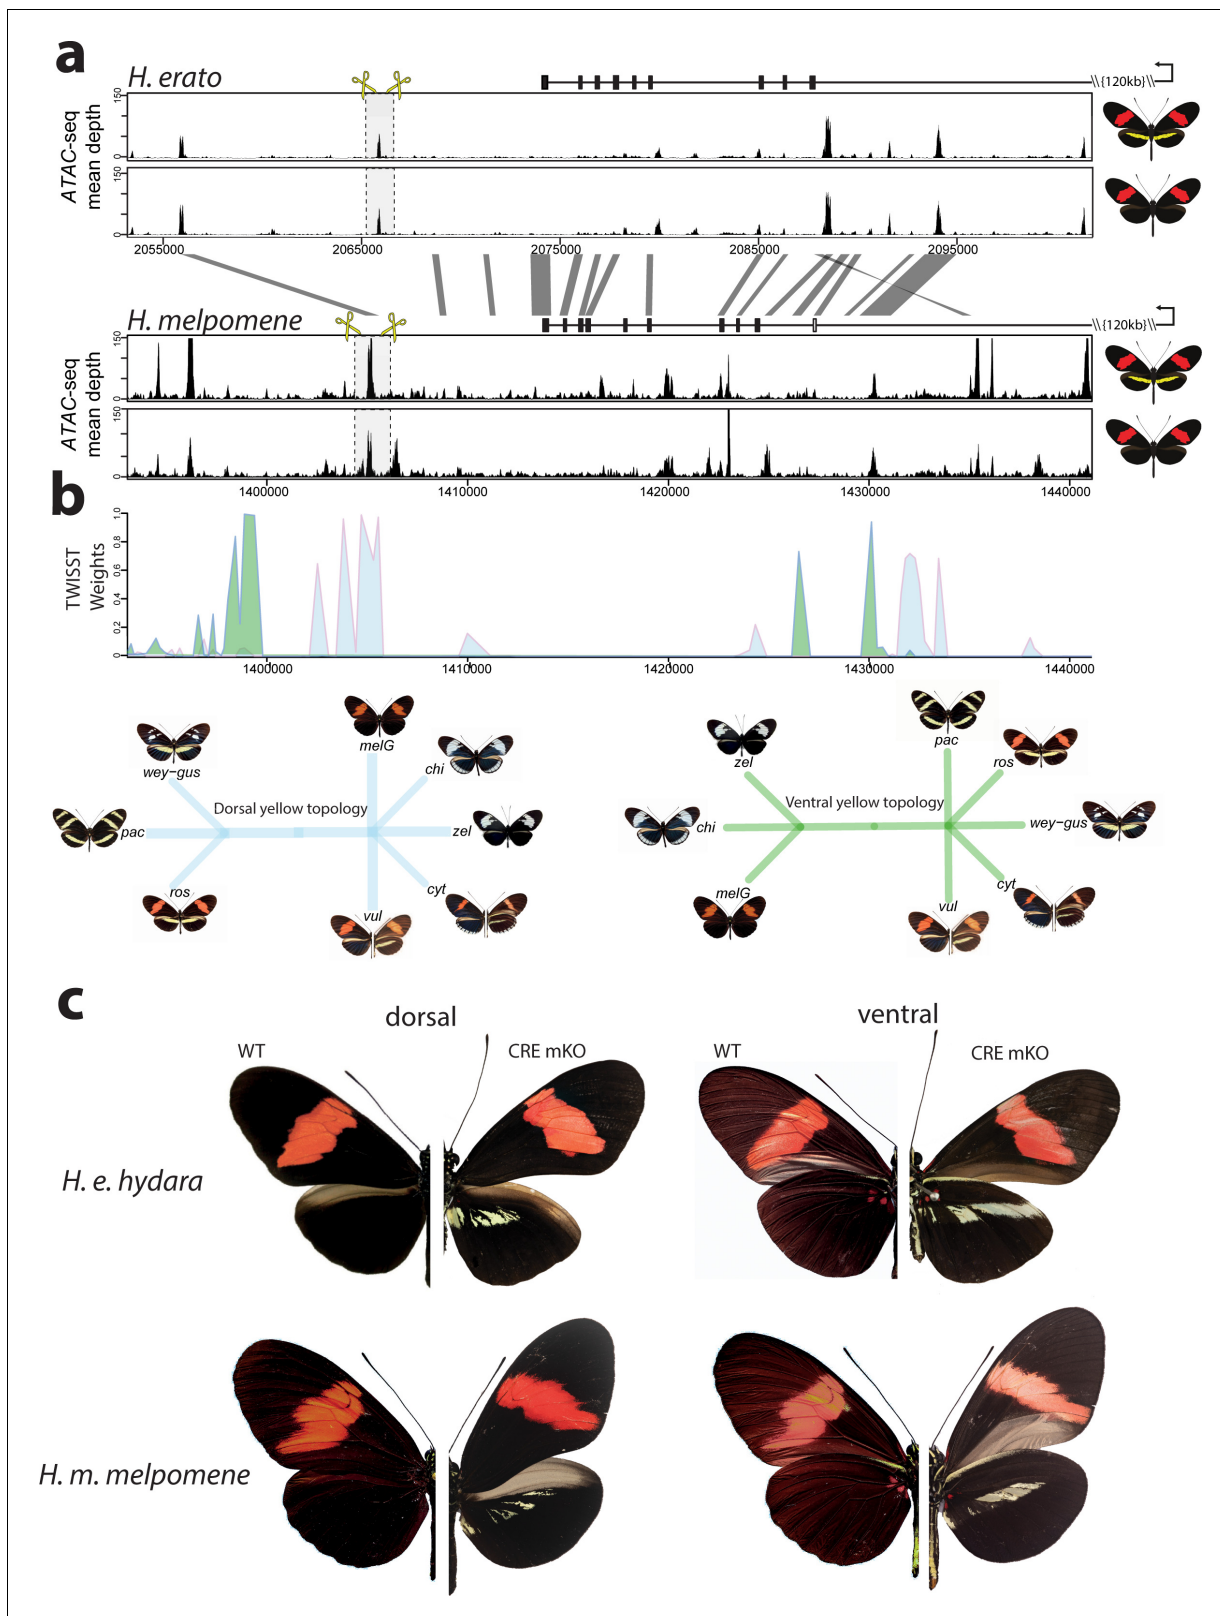 a
H. erato
\\{120kb}\\
ATAC-seq
mean depth
150
0
150
0
2055000 2065000 2075000 2085000 2095000
H. melpomene
\\{120kb}\\
ATAC-seq
mean depth
150
0
150
0
1400000 1410000 1420000 1430000 1440000
b
TWISST
Weights
1.0
0.8
0.6
0.4
0.2
0
1400000 1410000 1420000 1430000 1440000
melG
wey-gus
chi
Dorsal yellow topology
pac
zel
ros
cyt
vul
pac
zel
ros
Ventral yellow topology
chi
wey-gus
melG
cyt
vul
c
dorsal
ventral
WT
CRE mKO
WT
CRE mKO
H. e. hydara
H. m. melpomene